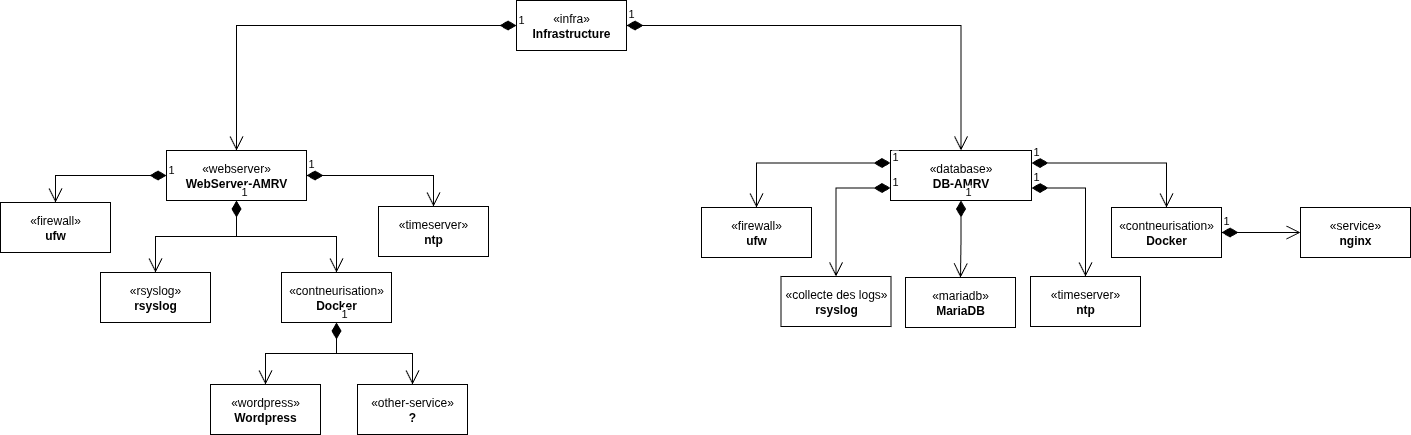 «infra»
Infrastructure
1
1
«webserver»
WebServer-AMRV
1
1
1
«firewall»
ufw
«timeserver»
ntp
«rsyslog»
rsyslog
«contneurisation»
Docker
1
«wordpress»
Wordpress
«other-service»
?
«database»
DB-AMRV
1
1
1
1
1
«firewall»
ufw
«collecte des logs»
rsyslog
«mariadb»
MariaDB
«timeserver»
ntp
«contneurisation»
Docker
1
«service»
nginx